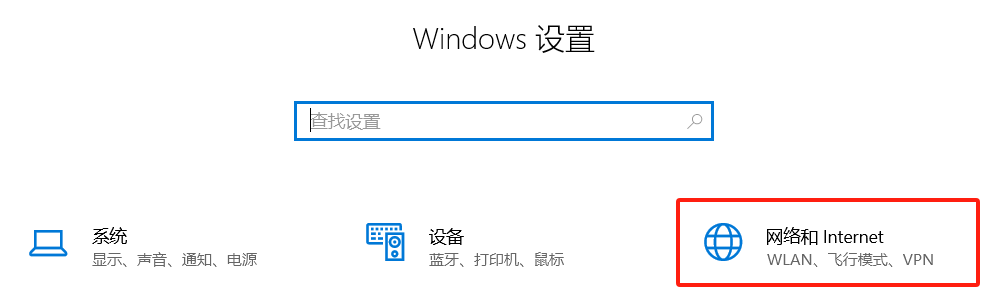 Windows 设置
查找设置
系统
显示、声音、通知、电源
设备
蓝牙、打印机、鼠标
网络和 Internet
WLAN、飞行模式、VPN